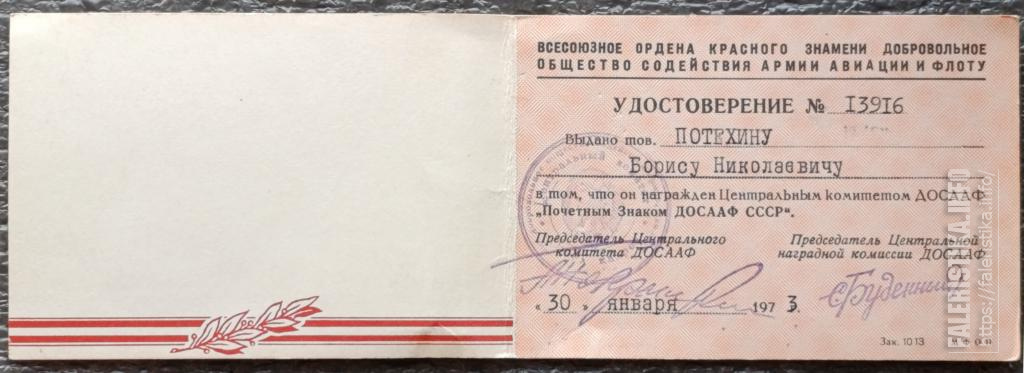 ВСЕСОЮЗНОЕ ОРДЕНА КРАСНОГО ЗНАМЕНИ ДОБРОВОЛЬНОЕ
ОБЩЕСТВО СОДЕЙСТВИЯ АРМИИ АВИАЦИИ И ФЛОТУ
УДОСТОВЕРЕНИЕ № I39I6
Выдано тов. ПОТЕХИНУ
Борису Николаевичу
в том, что он награжден Центральным комитетом ДОСААФ
„Почетным Знаком ДОСААФ СССР“.
Председатель Центрального
комитета ДОСААФ
Председатель Центральной
наградной комиссии ДОСААФ
С Буденный
«30» января 1973.
Зак. 1013
FALERISTIKA.INFO
https://faleristika.info/